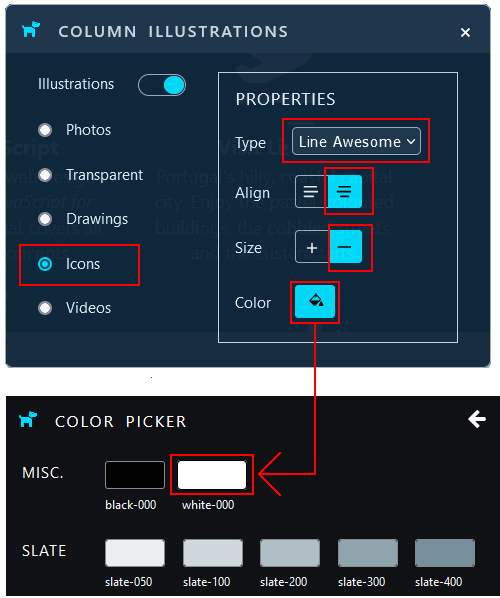 COLUMN ILLUSTRATIONS
Illustrations
Photos
Transparent
Drawings
Icons
Videos
PROPERTIES
Type
Line Awesome
Align
Size
Color
COLOR PICKER
MISC.
black-000
white-000
SLATE
slate-050
slate-100
slate-200
slate-300
slate-400